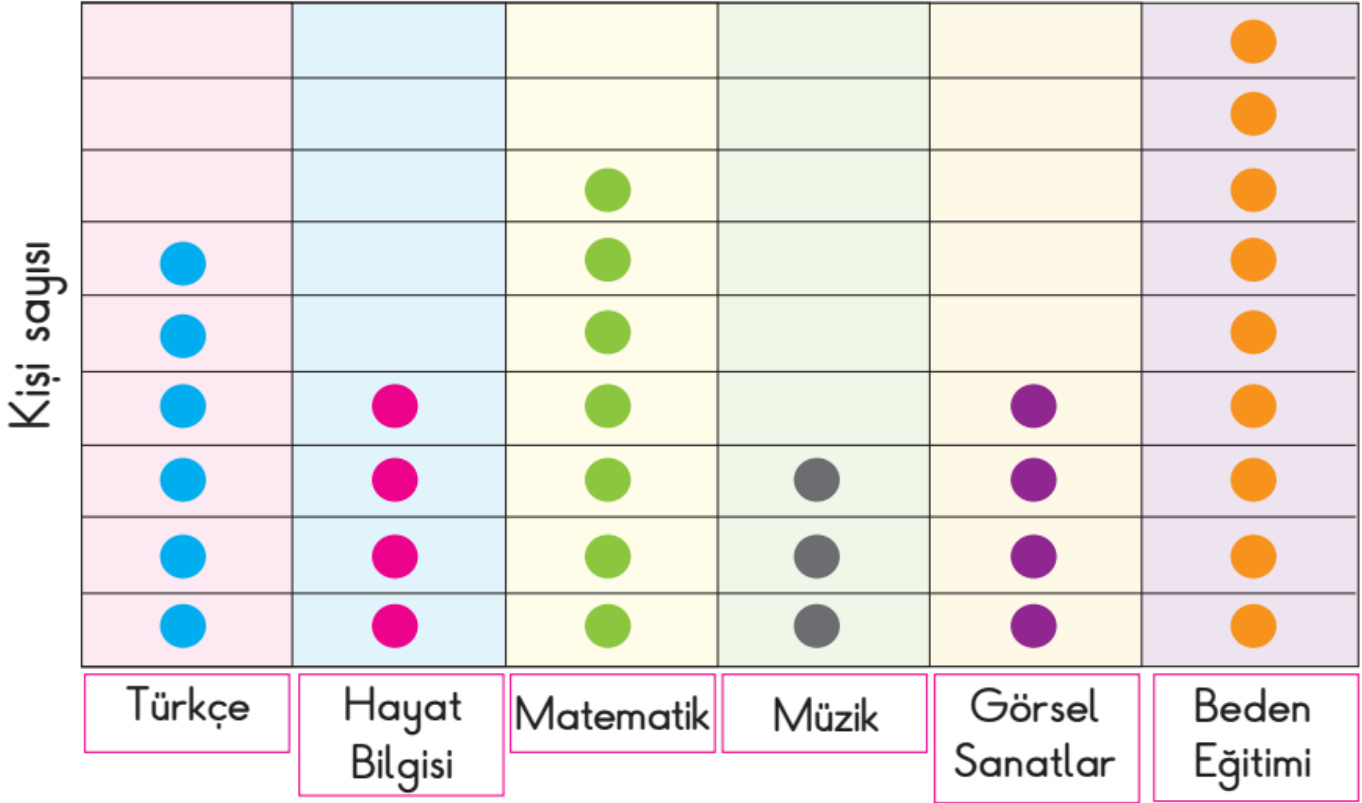 Kişi sayısı
Türkçe
Hayat
Bilgisi
Matematik
Müzik
Görsel
Sanatlar
Beden
Eğitimi